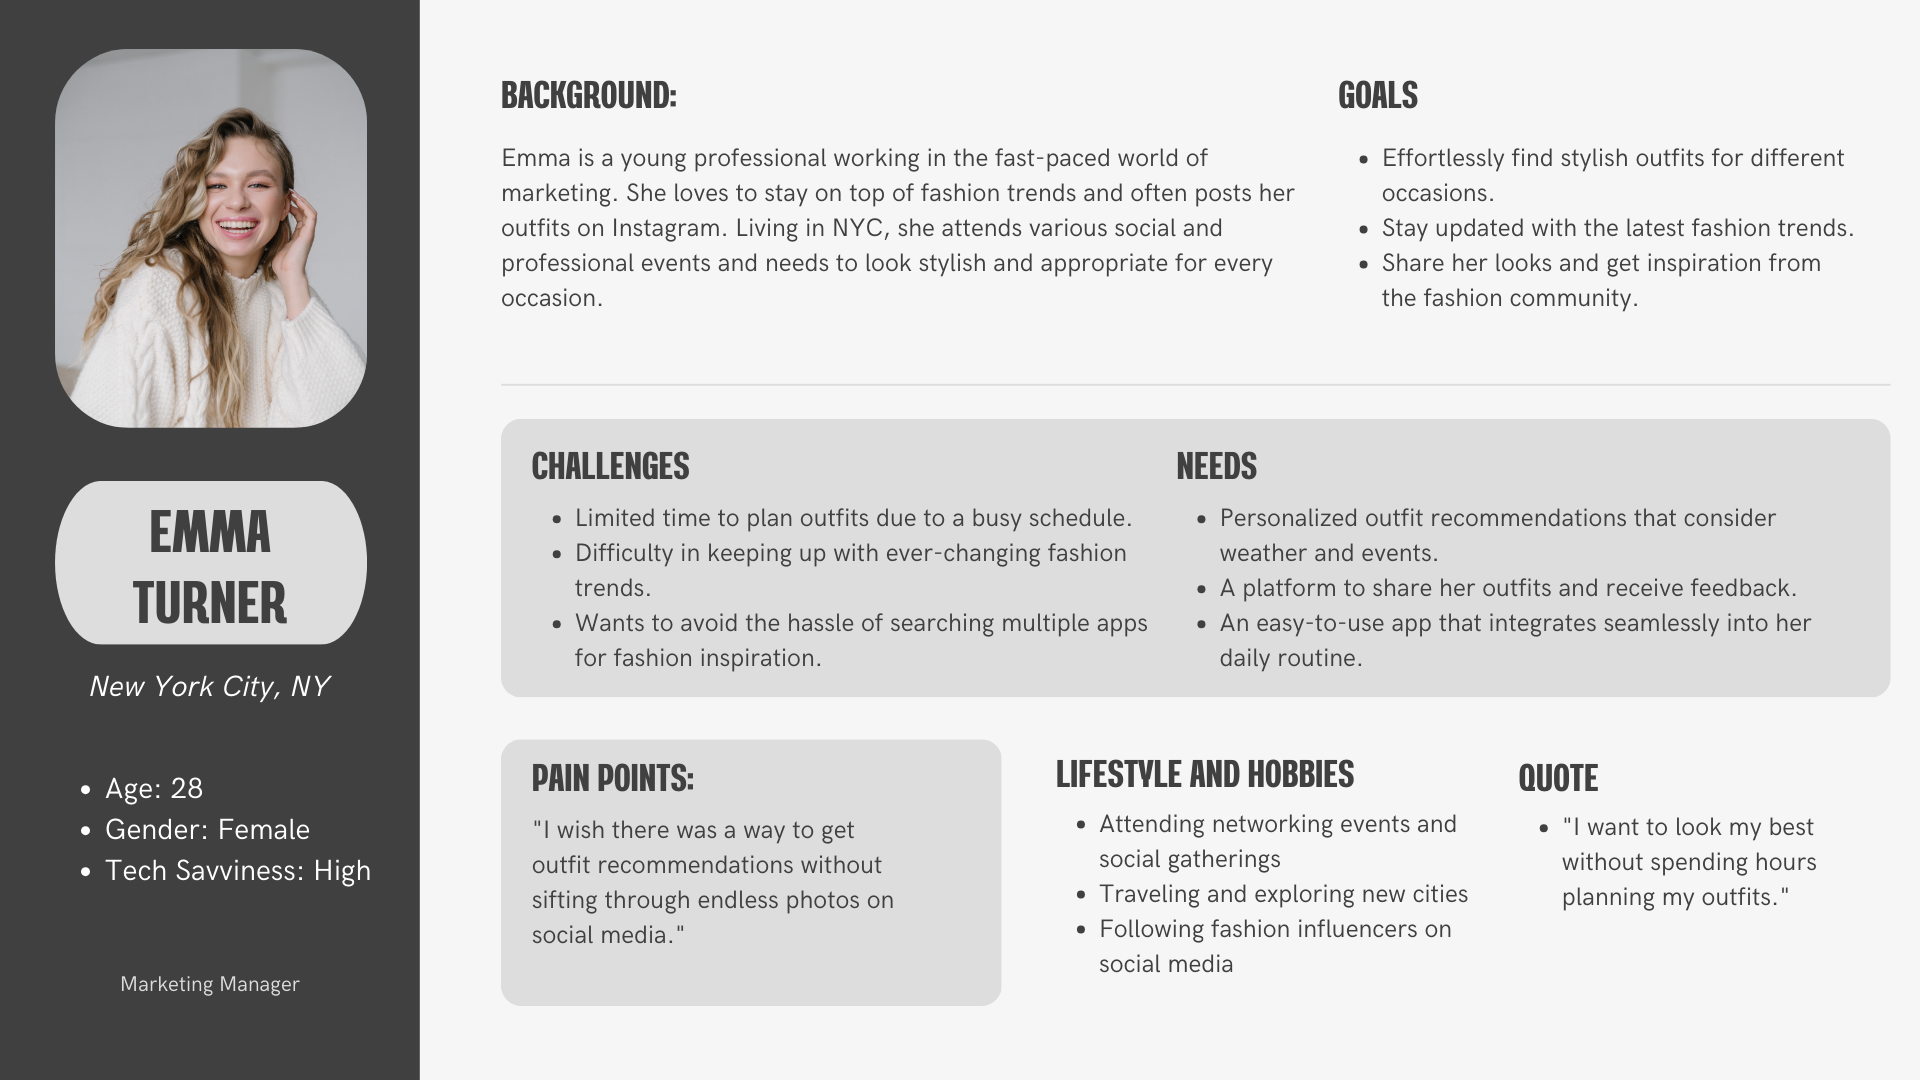 EMMA
TURNER
New York City, NY
• Age: 28
• Gender: Female
• Tech Savviness: High
Marketing Manager
BACKGROUND:
Emma is a young professional working in the fast-paced world of
marketing. She loves to stay on top of fashion trends and often posts her
outfits on Instagram. Living in NYC, she attends various social and
professional events and needs to look stylish and appropriate for every
occasion.
GOALS
• Effortlessly find stylish outfits for different
occasions.
• Stay updated with the latest fashion trends.
• Share her looks and get inspiration from
the fashion community.
CHALLENGES
• Limited time to plan outfits due to a busy schedule.
• Difficulty in keeping up with ever-changing fashion
trends.
• Wants to avoid the hassle of searching multiple apps
for fashion inspiration.
NEEDS
• Personalized outfit recommendations that consider
weather and events.
• A platform to share her outfits and receive feedback.
• An easy-to-use app that integrates seamlessly into her
daily routine.
PAIN POINTS:
"I wish there was a way to get
outfit recommendations without
sifting through endless photos on
social media."
LIFESTYLE AND HOBBIES
• Attending networking events and
social gatherings
• Traveling and exploring new cities
• Following fashion influencers on
social media
QUOTE
• "I want to look my best
without spending hours
planning my outfits."